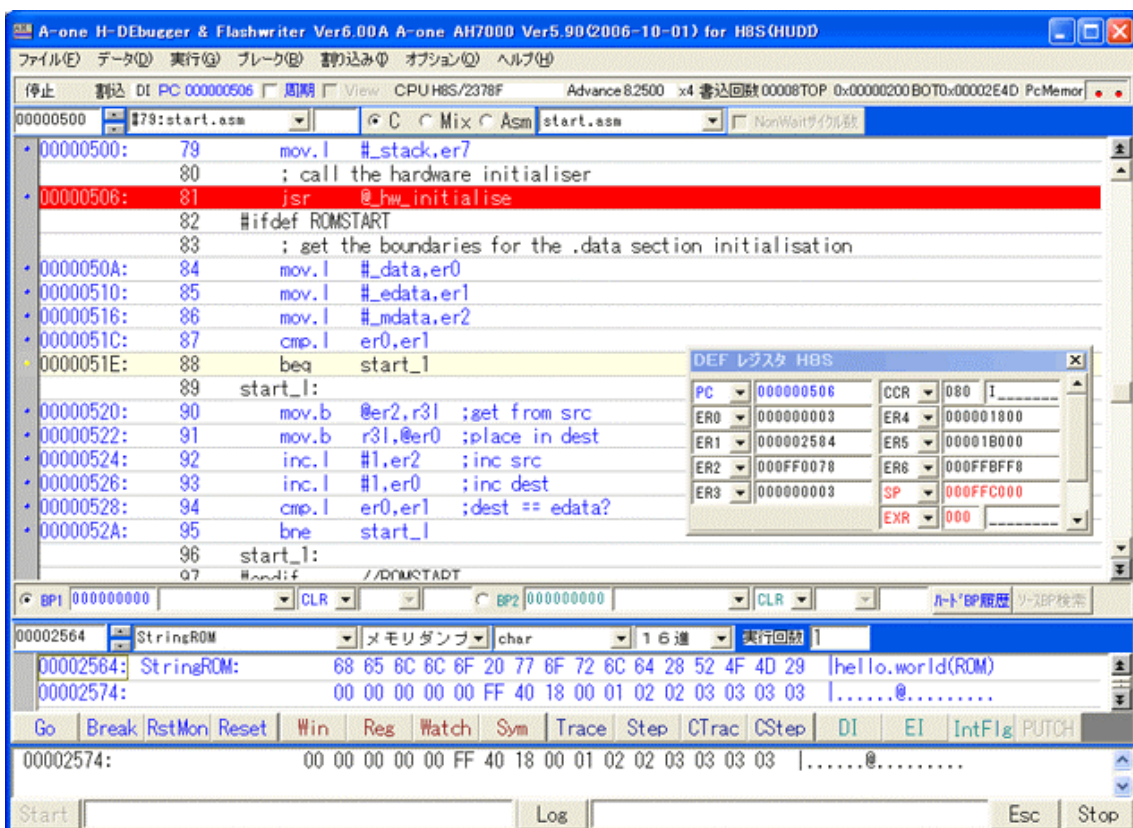 A-one H-DEbugger & Flashwriter Ver6.00A A-one AH7000 Ver5.90(2006-10-01) for H8S(HUDI)
ファイル(F) データ(D) 実行(G) ブレーク(B) 割り込み(I) オプション(O) ヘルプ(H)
停止 割込 DI PC 000000506 周期 View CPU H8S/2378F Advance 8.2500 x4 書込回数 00008 TOP 0x00000200 BOT0x00002E4D PcMemor
00000500 #79:start.asm C Mix Asm start.asm NonWaitサイクル数
00000500: 79 mov.l #_stack,er7
80 ; call the hardware initialiser
00000506: 81 jsr @_hw_initialise
82 #ifdef ROMSTART
83 ; get the boundaries for the .data section initialisation
0000050A: 84 mov.l #_data,er0
00000510: 85 mov.l #_edata,er1
00000516: 86 mov.l #_mdata,er2
0000051C: 87 cmp.l er0,er1
0000051E: 88 beq start_1
89 start_l:
00000520: 90 mov.b @er2,r3l ;get from src
00000522: 91 mov.b r3l,@er0 ;place in dest
00000524: 92 inc.l #1,er2 ;inc src
00000526: 93 inc.l #1,er0 ;inc dest
00000528: 94 cmp.l er0,er1 ;dest == edata?
0000052A: 95 bne start_l
96 start_1:
97 #endif //ROMSTART
DEF レジスタ H8S
PC 000000506 CCR 080 I_______
ER0 000000003 ER4 000001800
ER1 000002584 ER5 00001B000
ER2 000FF0078 ER6 000FFBFF8
ER3 000000003 SP 000FFC000
EXR 000 ________
BP1 000000000 CLR BP2 000000000 CLR ハードBP履歴 ソースBP検索
00002564 StringROM メモリダンプ char 16進 実行回数 1
00002564: StringROM: 68 65 6C 6C 6F 20 77 6F 72 6C 64 28 52 4F 4D 29 |hello.world(ROM)
00002574: 00 00 00 00 00 FF 40 18 00 01 02 02 03 03 03 03 |......@.........
Go Break RstMon Reset Win Reg Watch Sym Trace Step CTrac CStep DI EI IntFlg PUTCH
00002574: 00 00 00 00 00 FF 40 18 00 01 02 02 03 03 03 03 |......@.........
Start Log Esc Stop